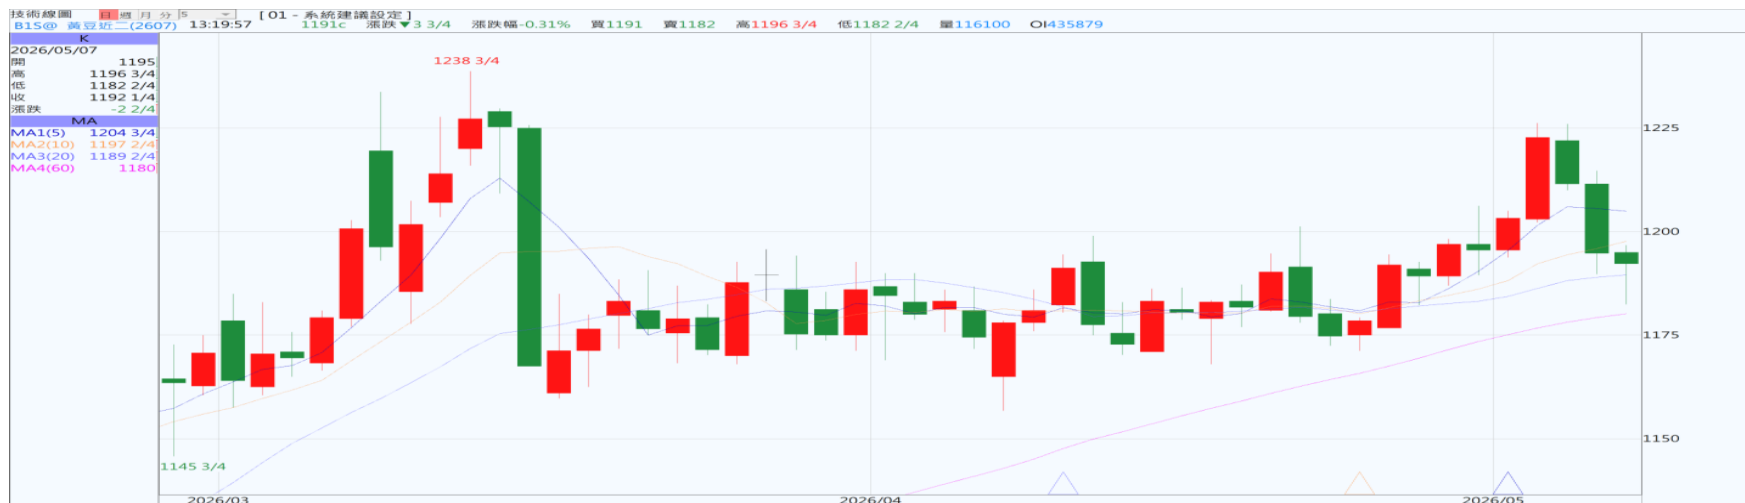 技術線圖 日 週 月 分 5 [ 01 - 系統建議設定 ]
B1S@ 黃豆近二(2607) 13:19:57 1191c 漲跌▼3 3/4 漲跌幅-0.31% 買1191 賣1182 高1196 3/4 低1182 2/4 量116100 OI435879
K
2026/05/07
開 1195
高 1196 3/4
低 1182 2/4
收 1192 1/4
漲跌 -2 2/4
MA
MA1(5) 1204 3/4
MA2(10) 1197 2/4
MA3(20) 1189 2/4
MA4(60) 1180
1238 3/4
1145 3/4
1225
1200
1175
1150
2026/03 2026/04 2026/05